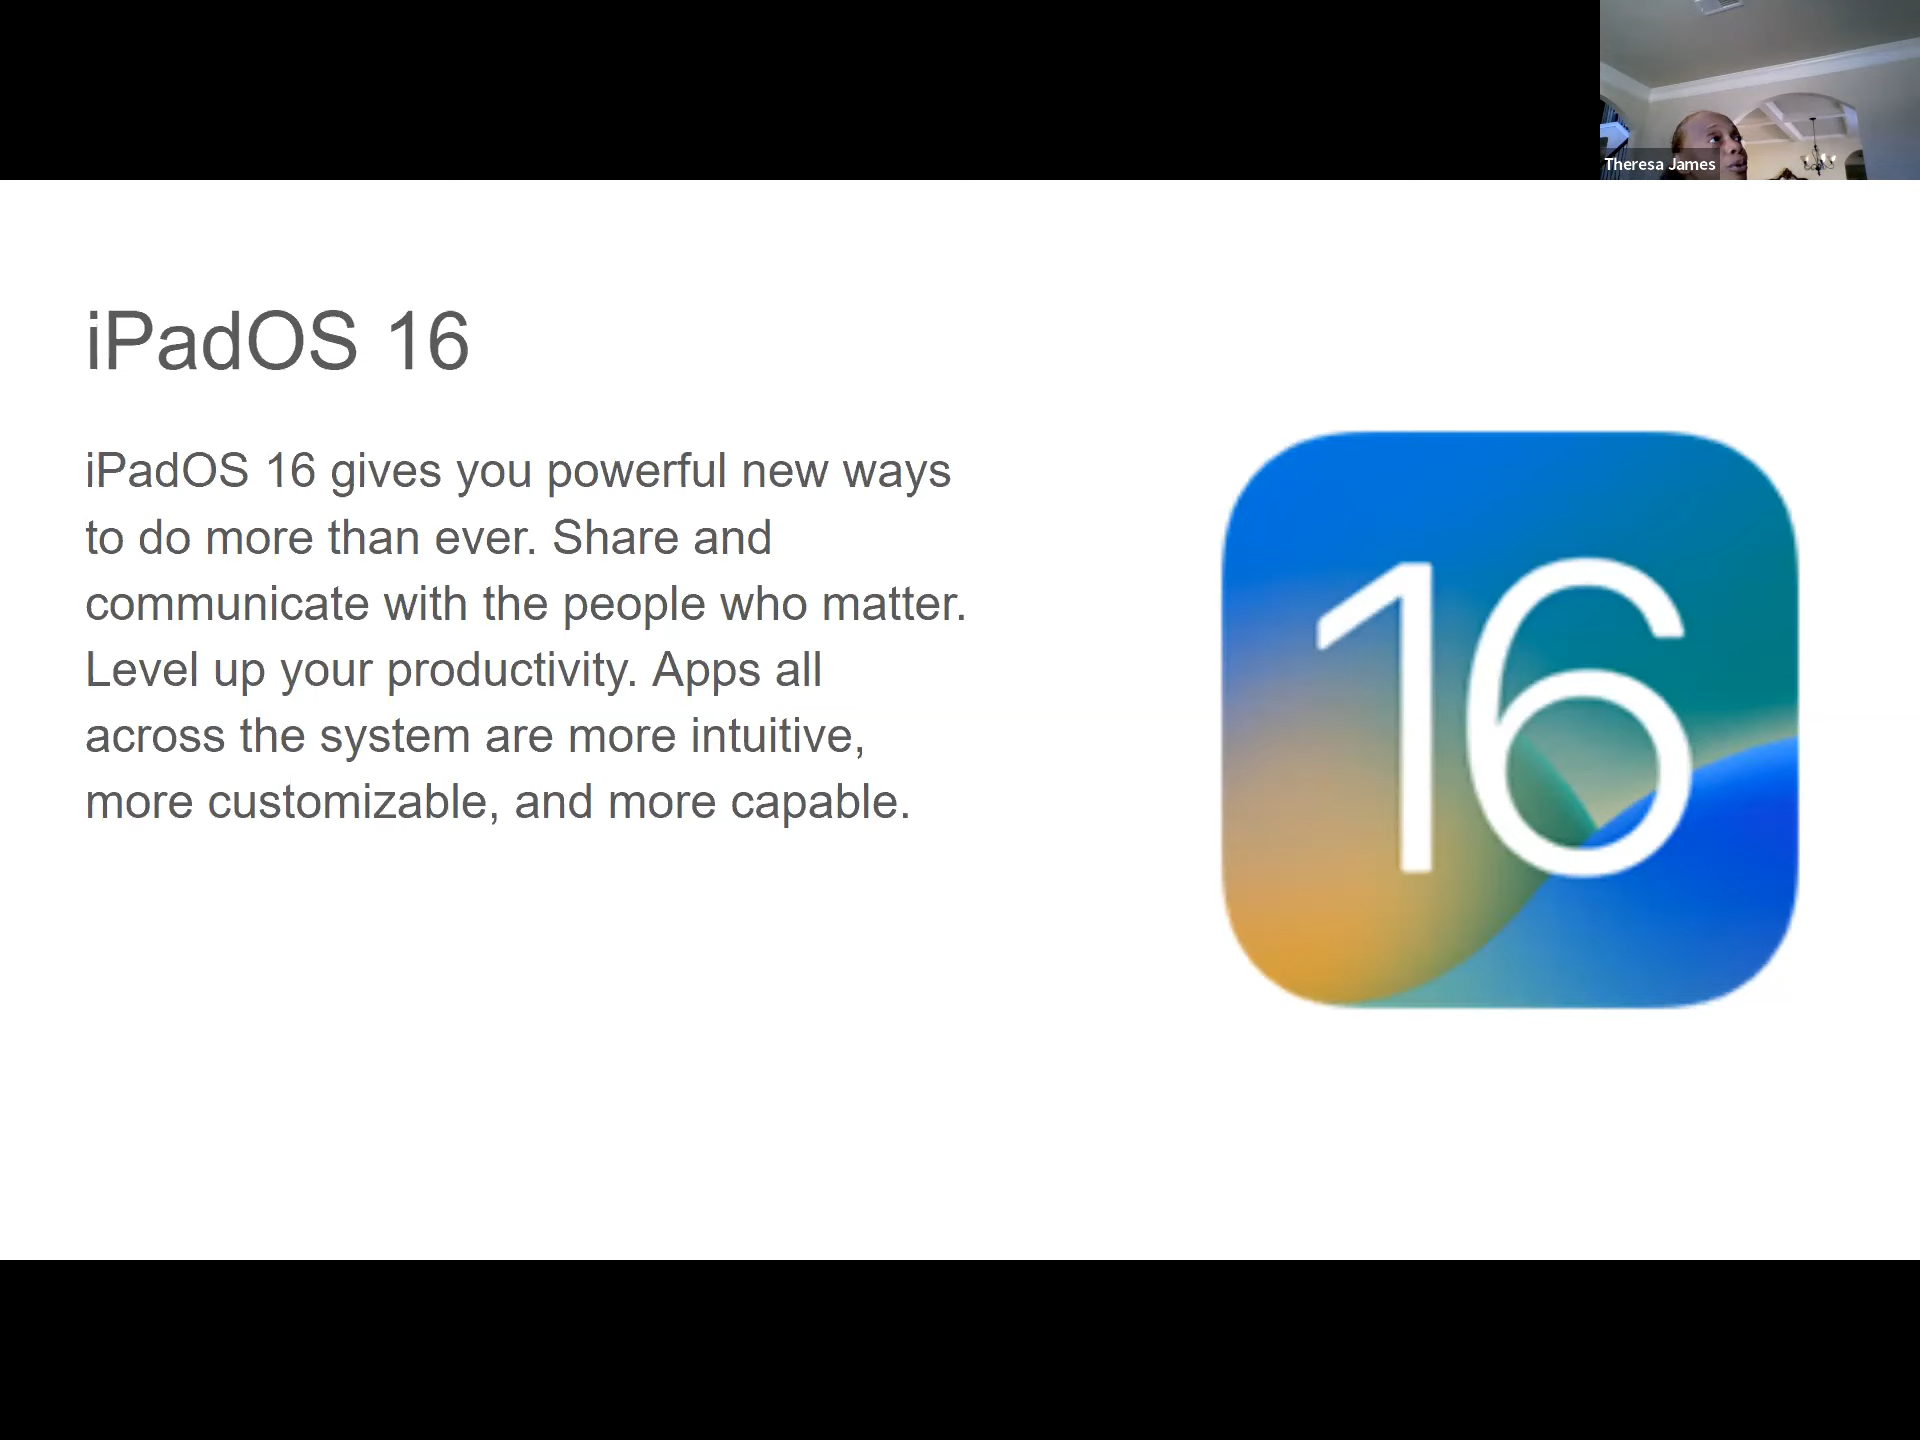 Theresa James
iPadOS 16
iPadOS 16 gives you powerful new ways
to do more than ever. Share and
communicate with the people who matter.
Level up your productivity. Apps all
across the system are more intuitive,
more customizable, and more capable.
16